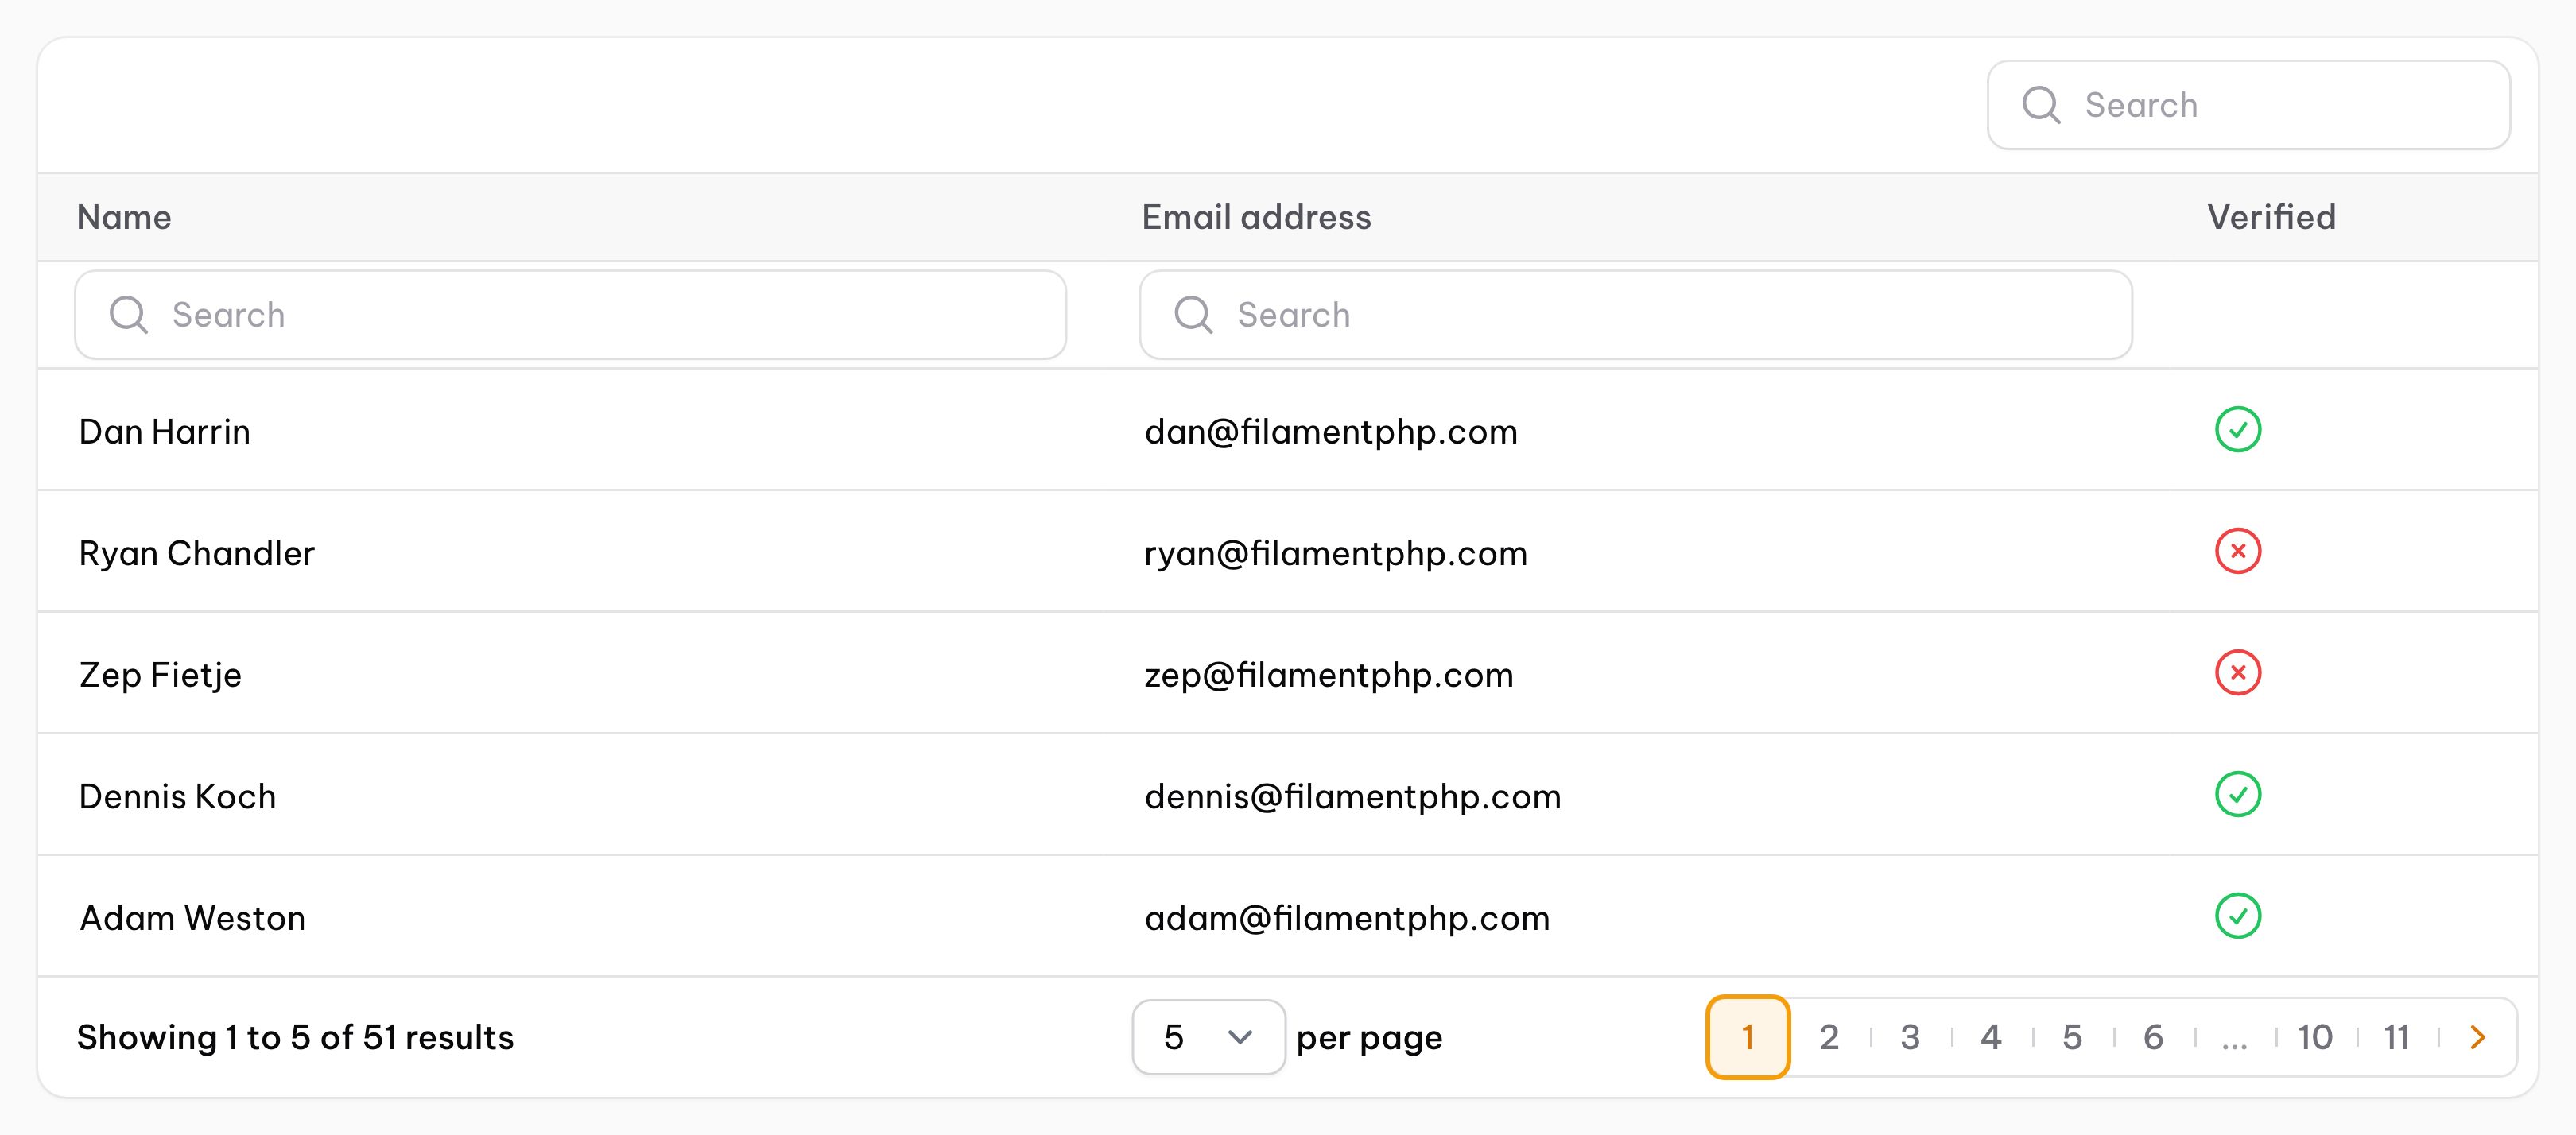 Search
Name Email address Verified
Search Search
Dan Harrin dan@filamentphp.com
Ryan Chandler ryan@filamentphp.com
Zep Fietje zep@filamentphp.com
Dennis Koch dennis@filamentphp.com
Adam Weston adam@filamentphp.com
Showing 1 to 5 of 51 results 5 per page 1 2 3 4 5 6 ... 10 11